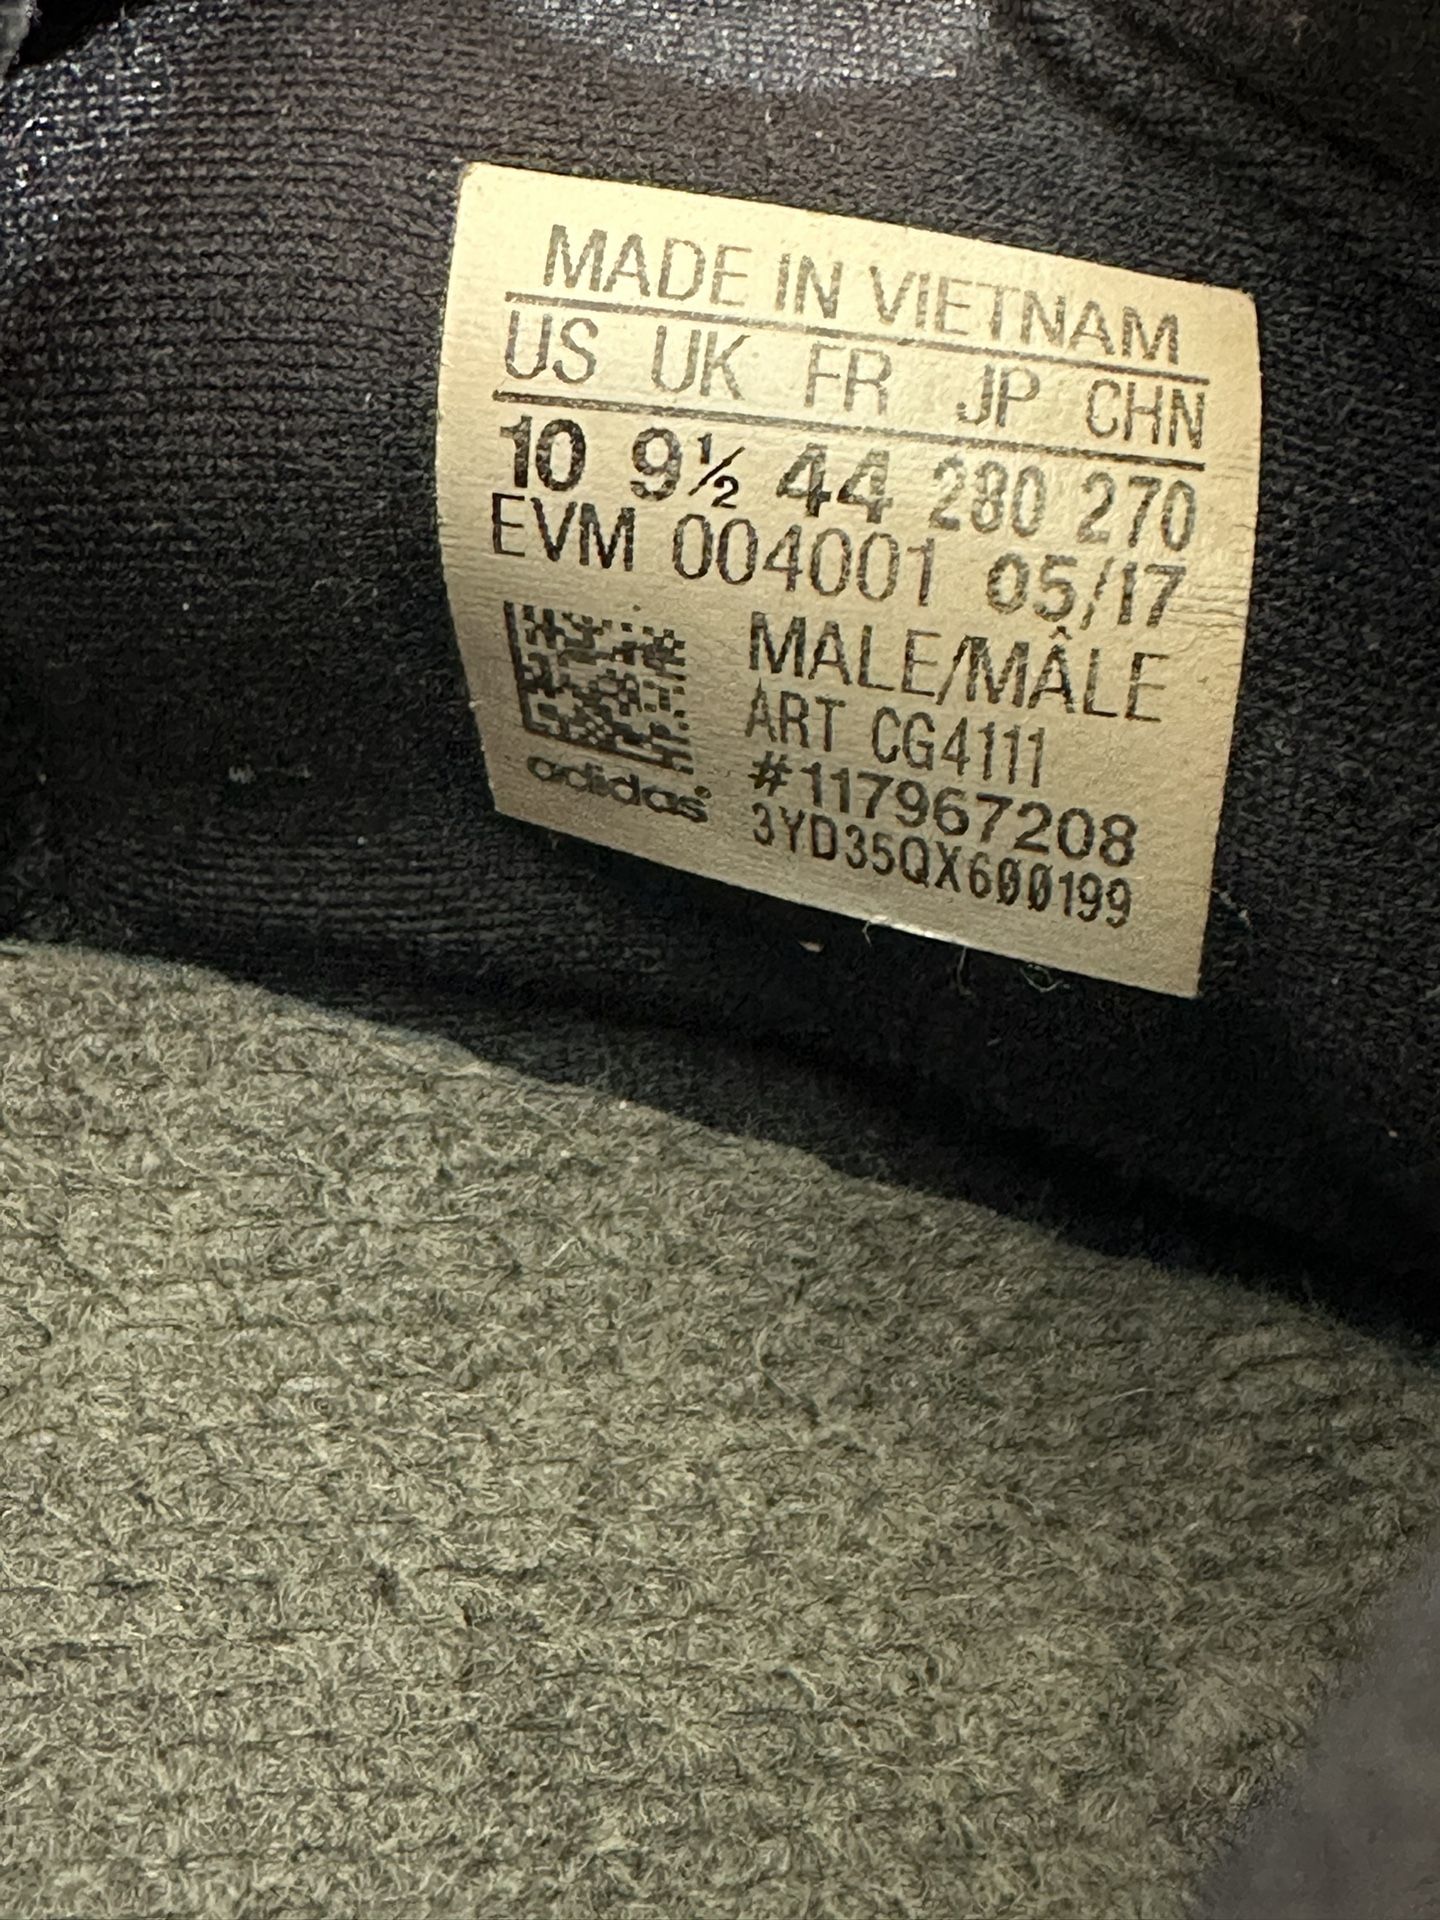 MADE IN VIETNAM
US UK FR JP CHN
10 9½ 44 280 270
EVM 004001 05/17
MALE/MÂLE
ART CG4111
#117967208
adidas
3YD35QX600199